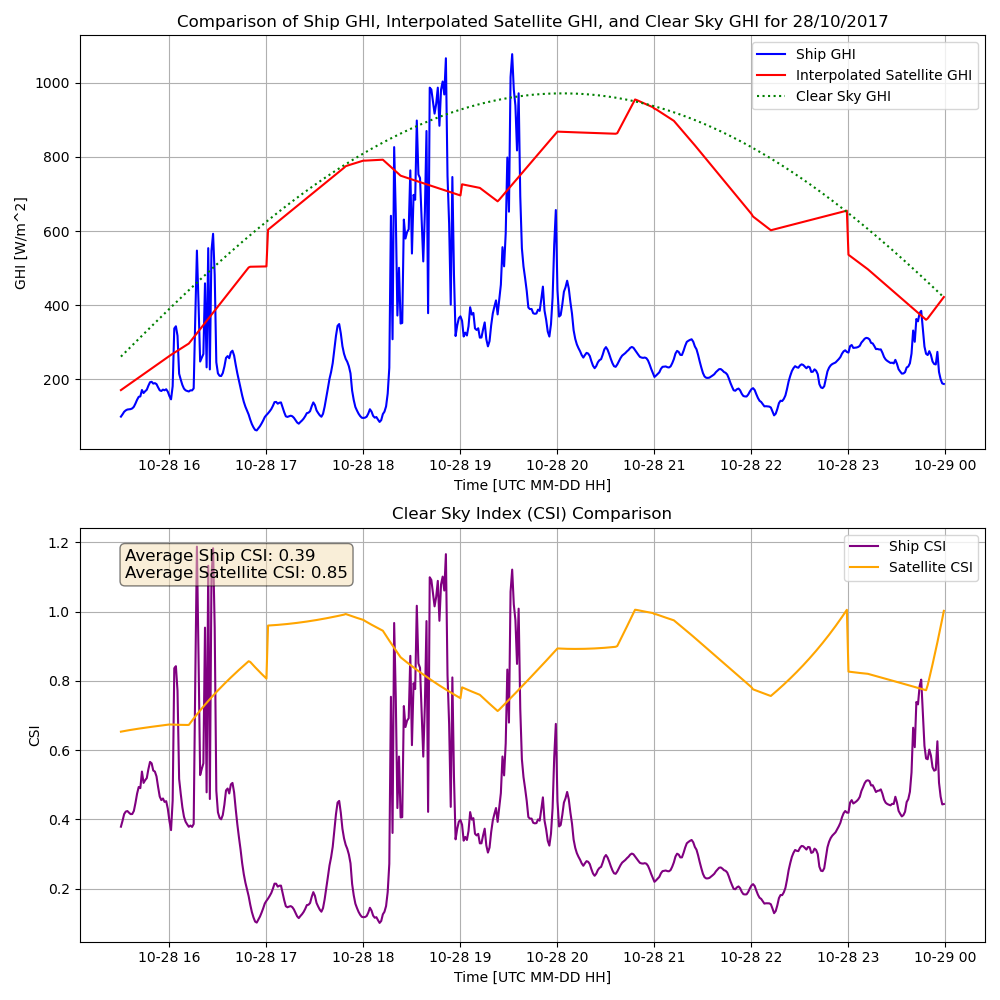 Comparison of Ship GHI, Interpolated Satellite GHI, and Clear Sky GHI for 28/10/2017
Ship GHI
Interpolated Satellite GHI
Clear Sky GHI
GHI [W/m^2]
1000
800
600
400
200
10-28 16 10-28 17 10-28 18 10-28 19 10-28 20 10-28 21 10-28 22 10-28 23 10-29 00
Time [UTC MM-DD HH]
Clear Sky Index (CSI) Comparison
Average Ship CSI: 0.39
Average Satellite CSI: 0.85
Ship CSI
Satellite CSI
CSI
1.2
1.0
0.8
0.6
0.4
0.2
10-28 16 10-28 17 10-28 18 10-28 19 10-28 20 10-28 21 10-28 22 10-28 23 10-29 00
Time [UTC MM-DD HH]